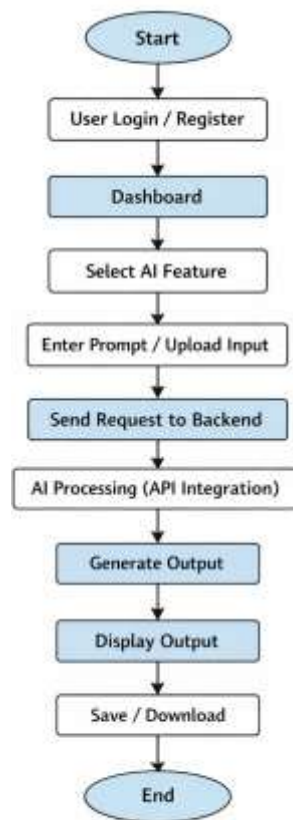 Start
User Login / Register
Dashboard
Select AI Feature
Enter Prompt / Upload Input
Send Request to Backend
AI Processing (API Integration)
Generate Output
Display Output
Save / Download
End